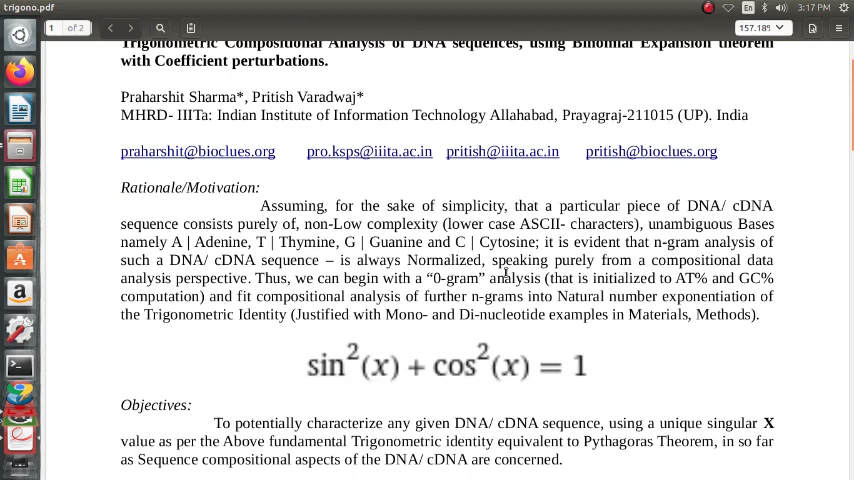 trigono.pdf
En
3:17 PM
1 of 2
157.18%
Trigonometric Compositional Analysis of DNA sequences, using Binomial Expansion theorem
with Coefficient perturbations.
Praharshit Sharma*, Pritish Varadwaj*
MHRD- IIITa: Indian Institute of Information Technology Allahabad, Prayagraj-211015 (UP). India
praharshit@bioclues.org pro.ksps@iiita.ac.in pritish@iiita.ac.in pritish@bioclues.org
Rationale/Motivation:
Assuming, for the sake of simplicity, that a particular piece of DNA/ cDNA
sequence consists purely of, non-Low complexity (lower case ASCII- characters), unambiguous Bases
namely A | Adenine, T | Thymine, G | Guanine and C | Cytosine; it is evident that n-gram analysis of
such a DNA/ cDNA sequence – is always Normalized, speaking purely from a compositional data
analysis perspective. Thus, we can begin with a “0-gram” analysis (that is initialized to AT% and GC%
computation) and fit compositional analysis of further n-grams into Natural number exponentiation of
the Trigonometric Identity (Justified with Mono- and Di-nucleotide examples in Materials, Methods).
sin²(x) + cos²(x) = 1
Objectives:
To potentially characterize any given DNA/ cDNA sequence, using a unique singular X
value as per the Above fundamental Trigonometric identity equivalent to Pythagoras Theorem, in so far
as Sequence compositional aspects of the DNA/ cDNA are concerned.